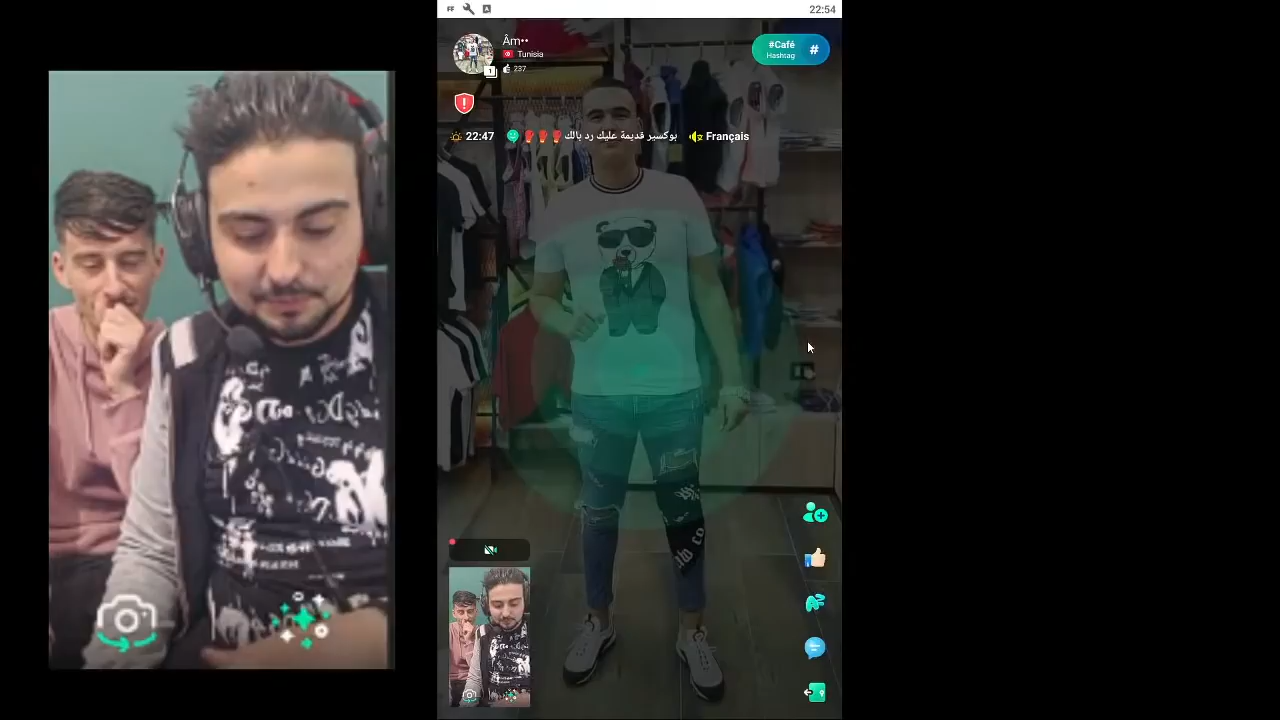 22:54
Âm••
Tunisia
237
#Café
Hashtag
#
22:47
بوكسير قديمة عليك رد بالك
Français